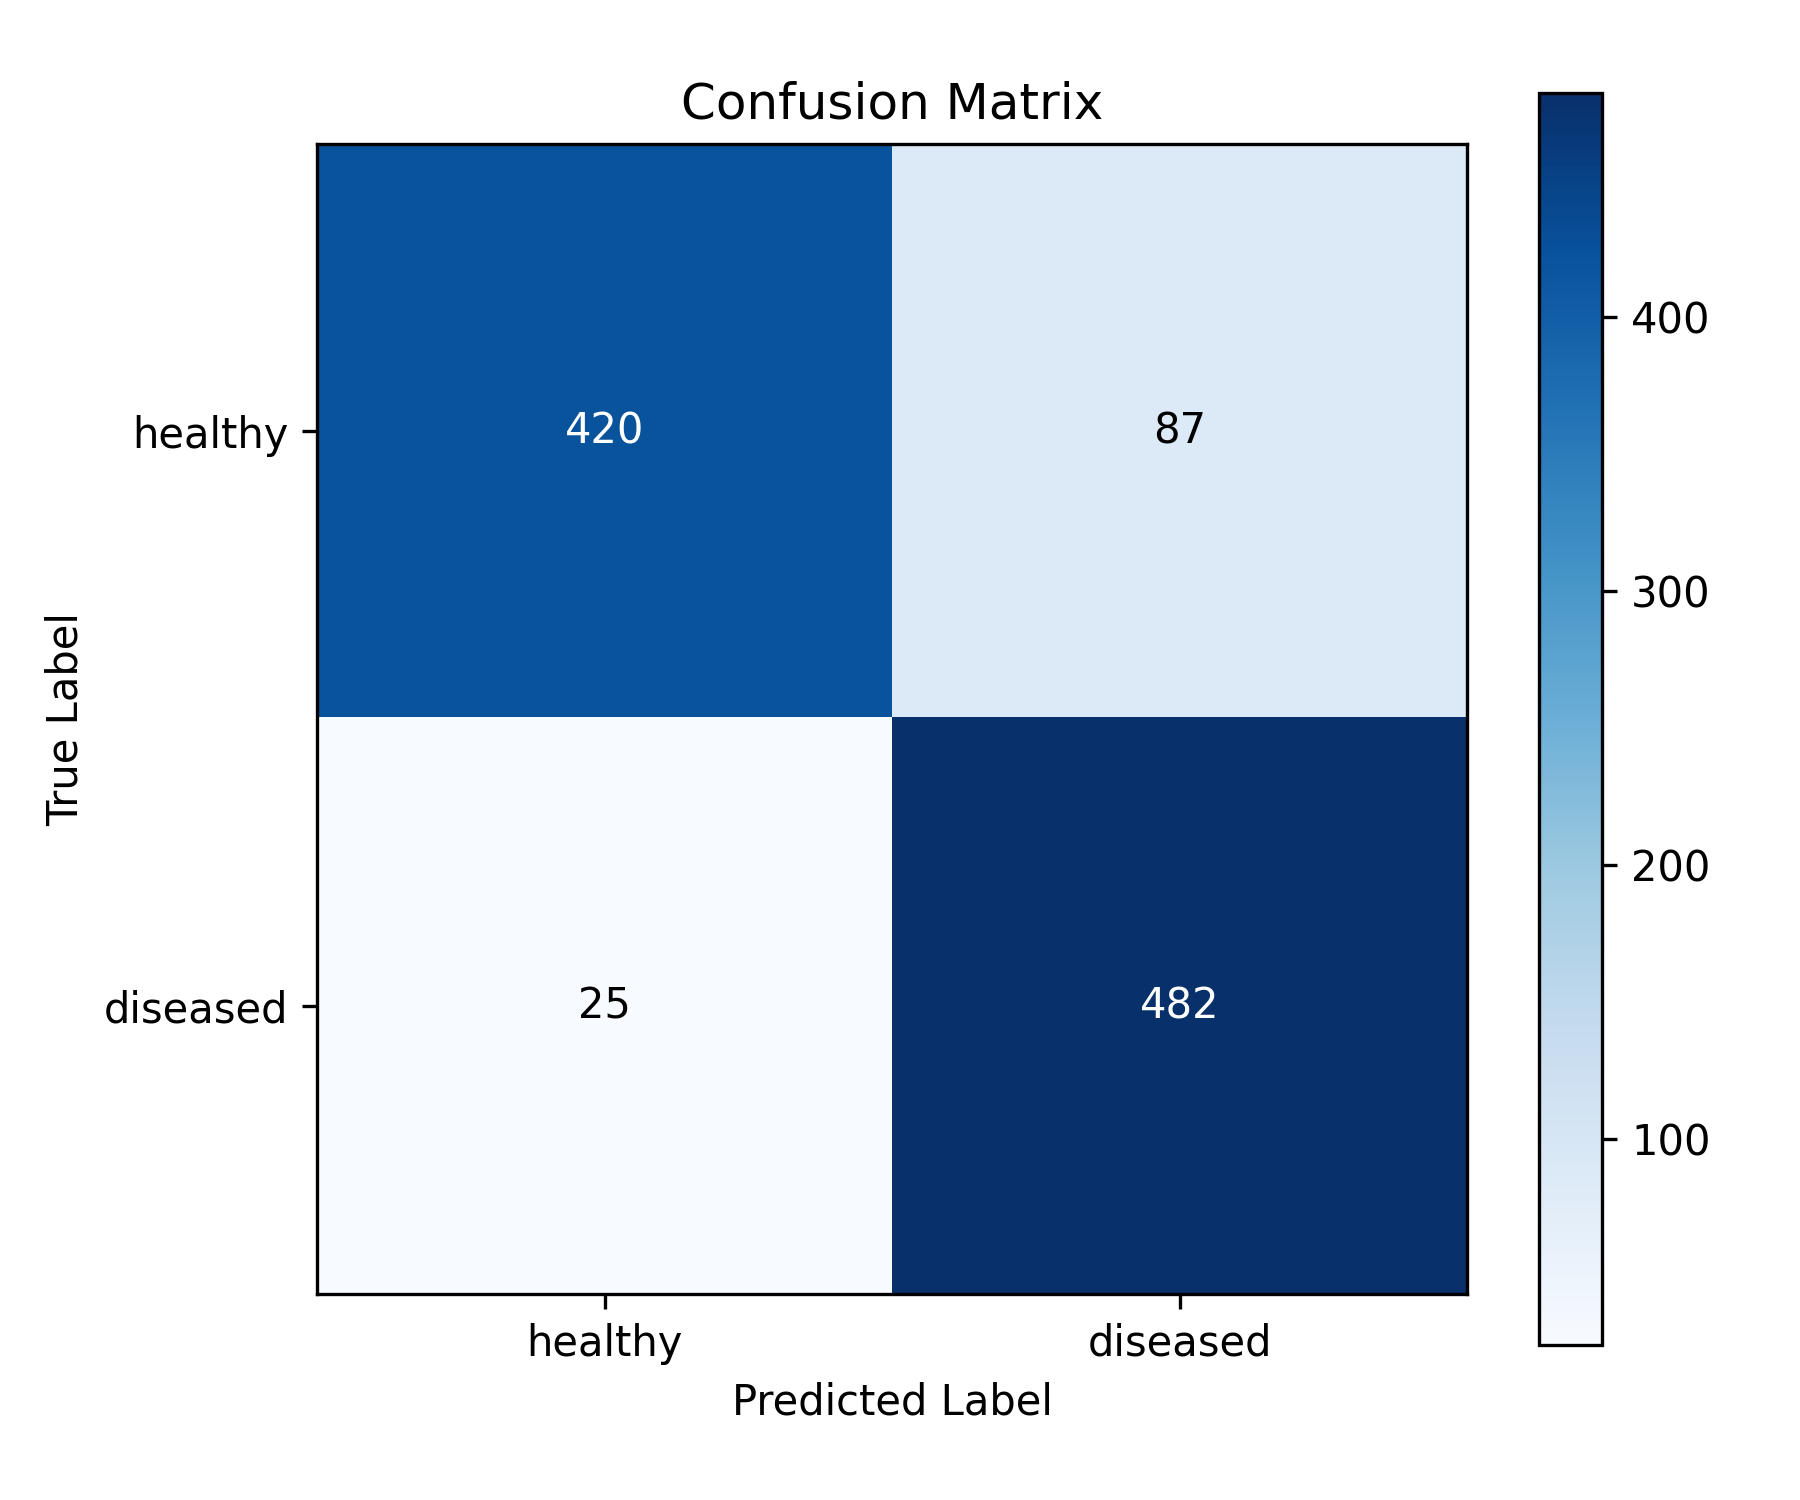 Confusion Matrix
healthy
420
87
diseased
25
482
True Label
healthy
diseased
Predicted Label
400
300
200
100